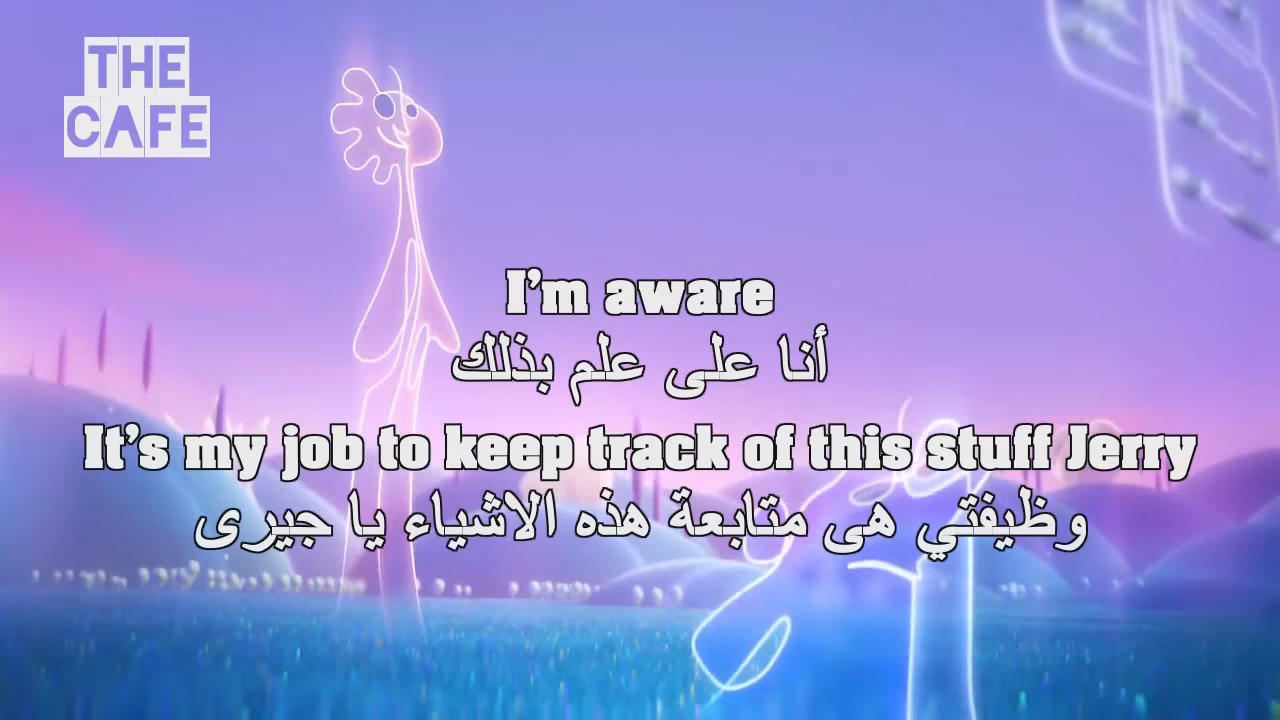 THE
CAFE
I'm aware
أنا على علم بذلك
It's my job to keep track of this stuff Jerry
وظيفتي هى متابعة هذه الاشياء يا جيرى